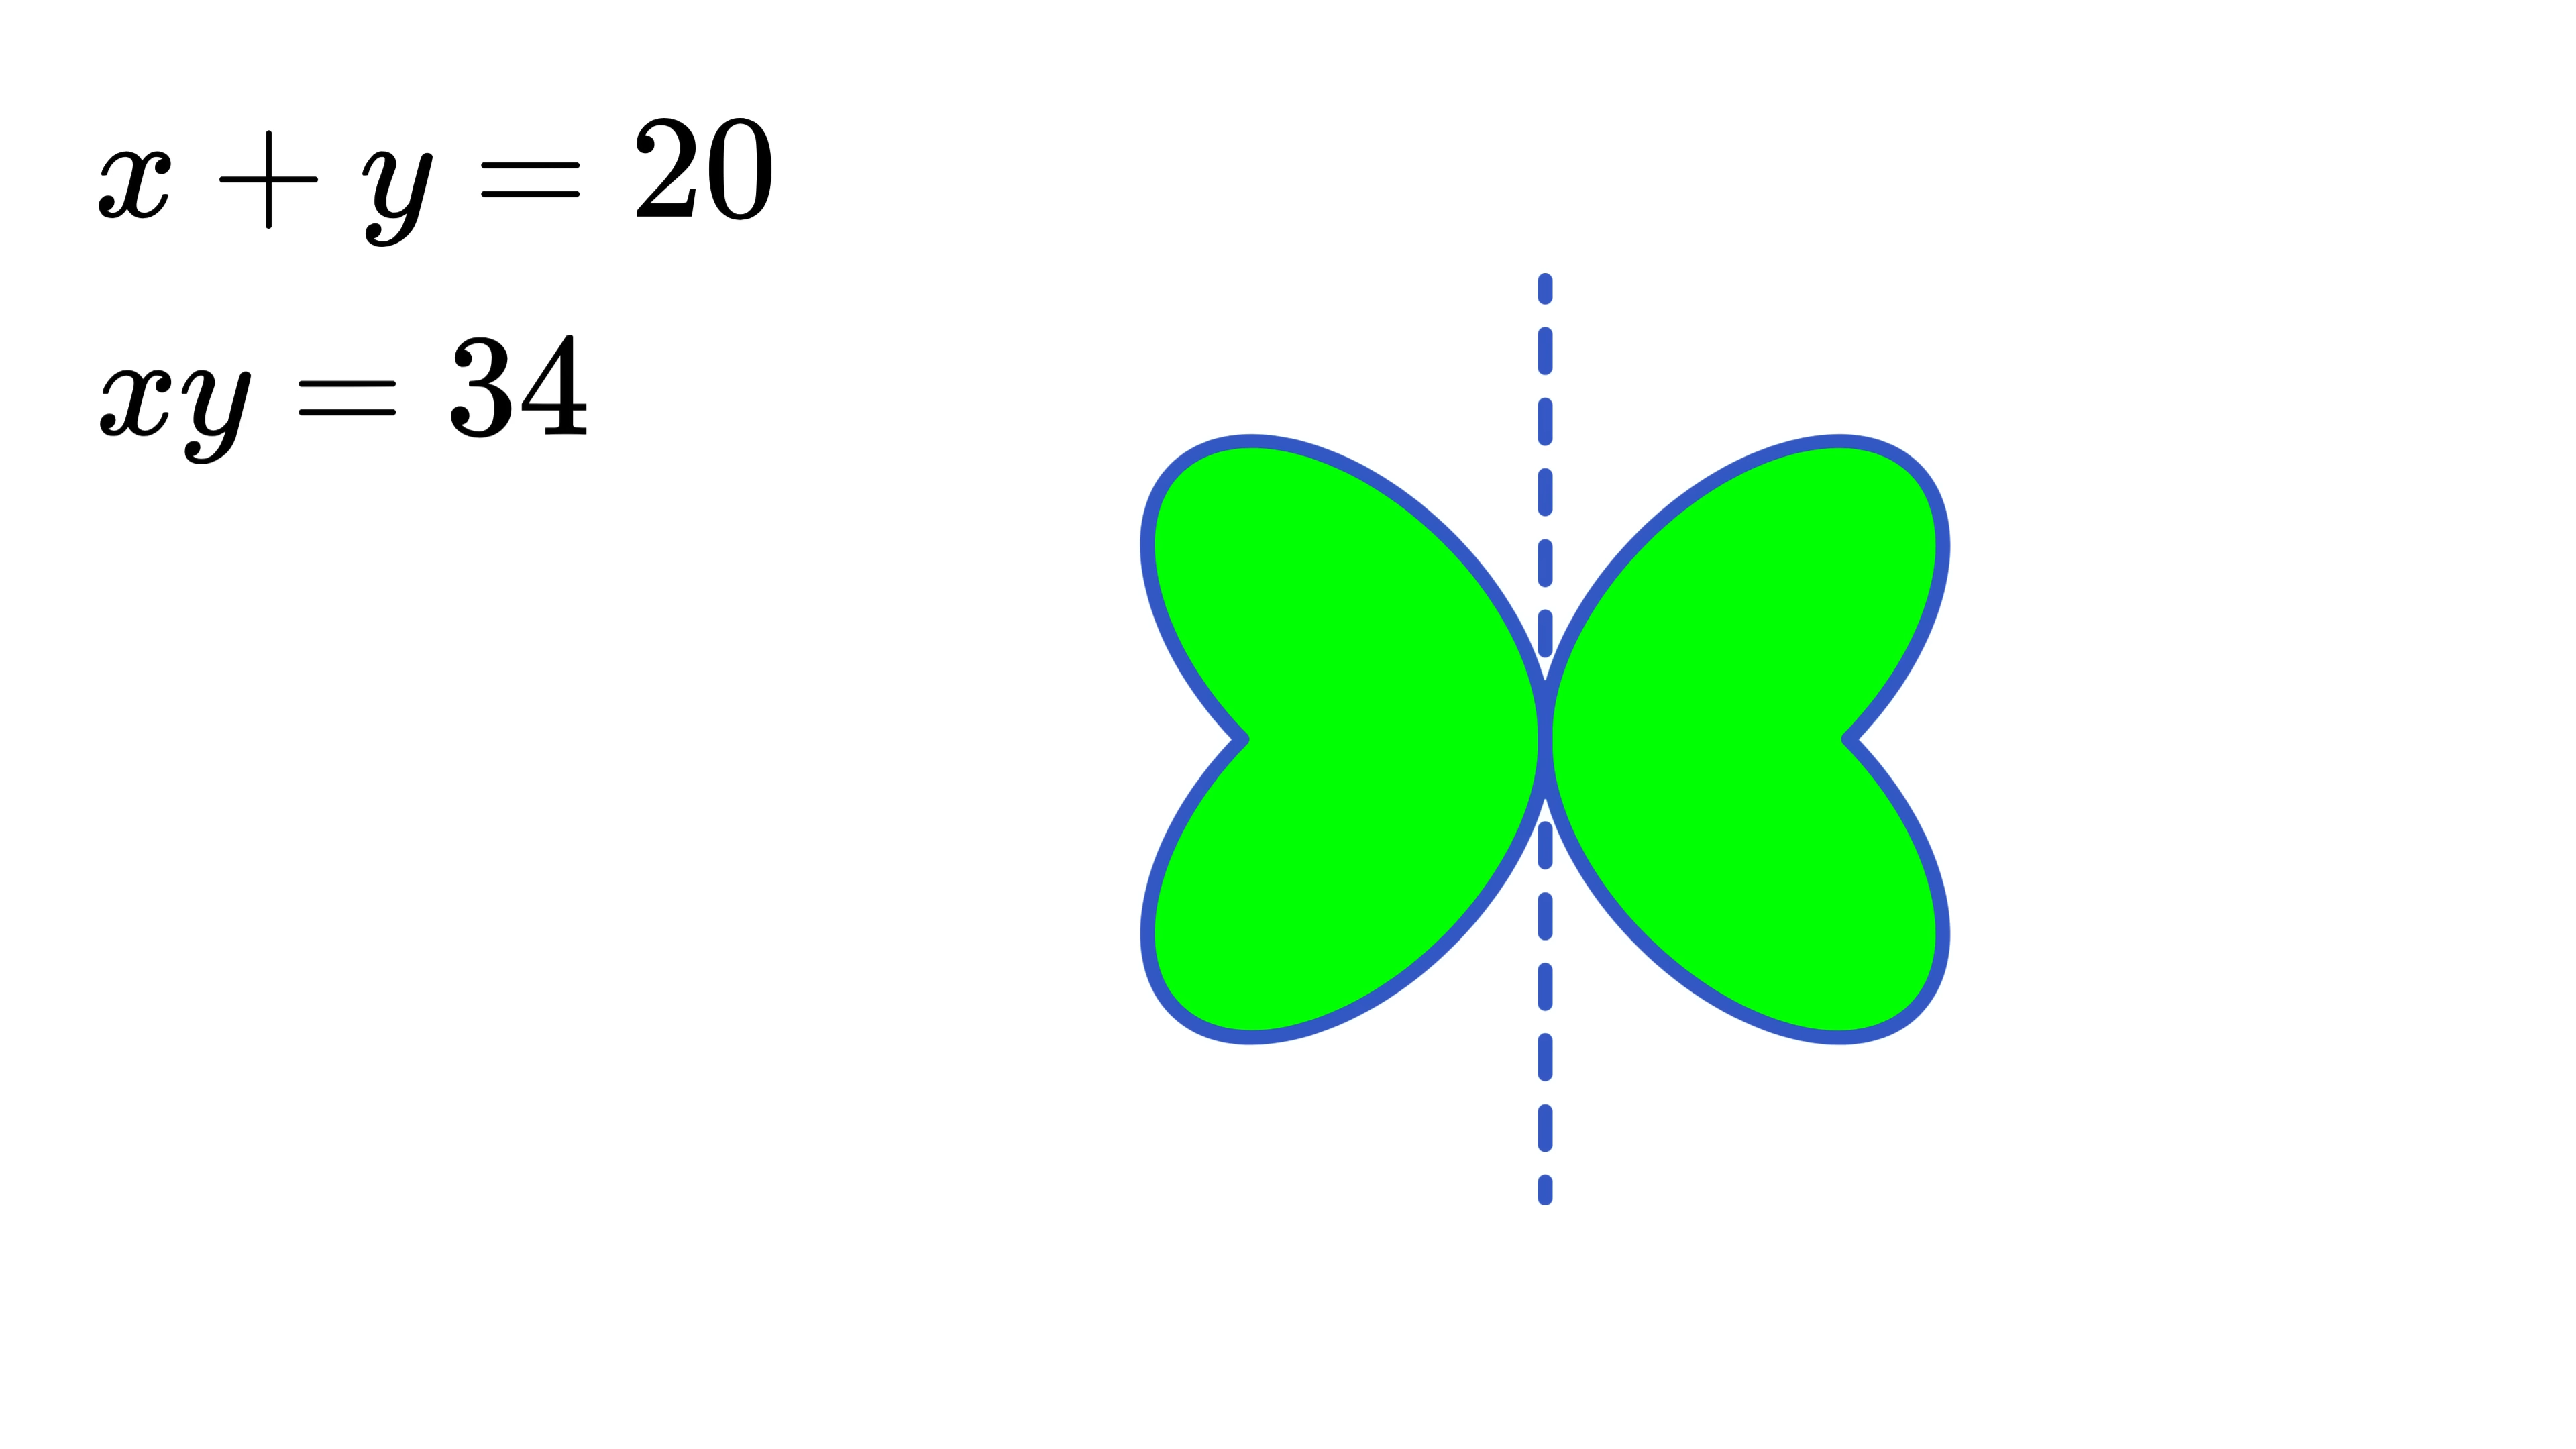 x + y = 20
xy = 34